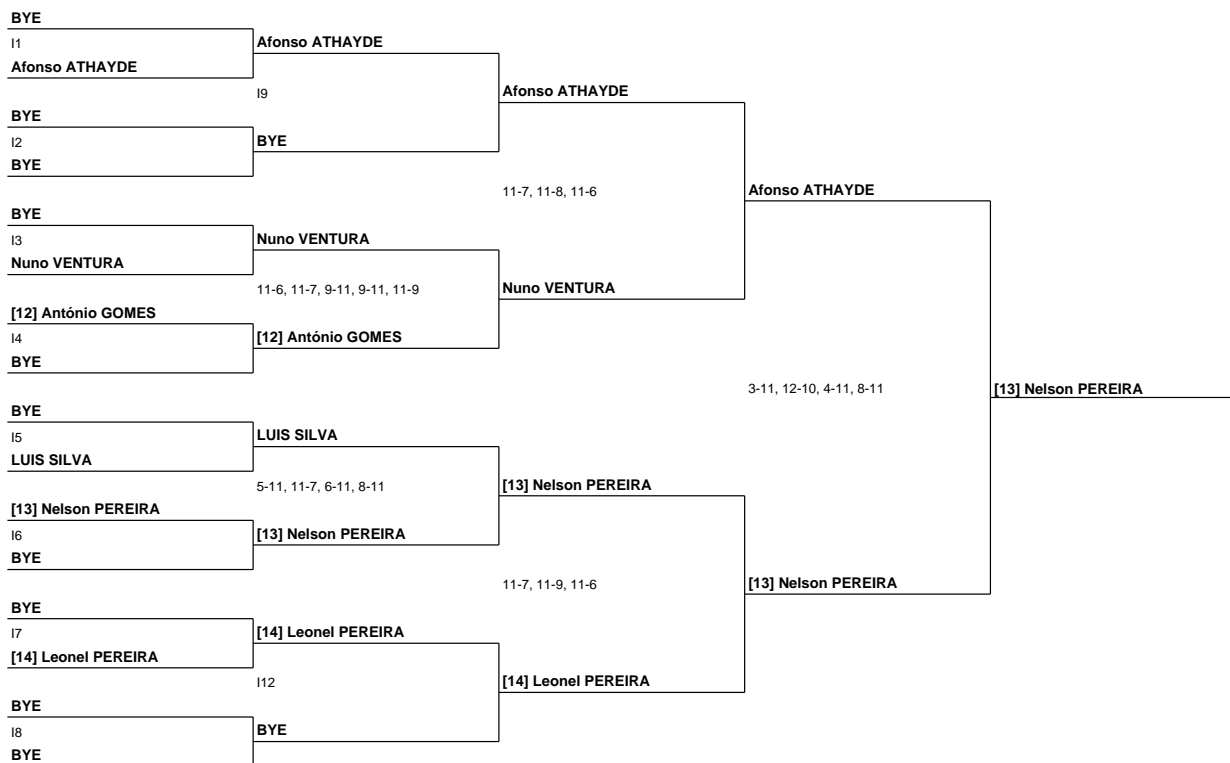 BYE
I1
Afonso ATHAYDE
BYE
I2
BYE
BYE
I3
Nuno VENTURA
[12] António GOMES
I4
BYE
BYE
I5
LUIS SILVA
[13] Nelson PEREIRA
I6
BYE
BYE
I7
[14] Leonel PEREIRA
BYE
I8
BYE
Afonso ATHAYDE
I9
BYE
Nuno VENTURA
11-6, 11-7, 9-11, 9-11, 11-9
[12] António GOMES
LUIS SILVA
5-11, 11-7, 6-11, 8-11
[13] Nelson PEREIRA
[14] Leonel PEREIRA
I12
BYE
Afonso ATHAYDE
11-7, 11-8, 11-6
Nuno VENTURA
[13] Nelson PEREIRA
11-7, 11-9, 11-6
[14] Leonel PEREIRA
Afonso ATHAYDE
3-11, 12-10, 4-11, 8-11
[13] Nelson PEREIRA
[13] Nelson PEREIRA